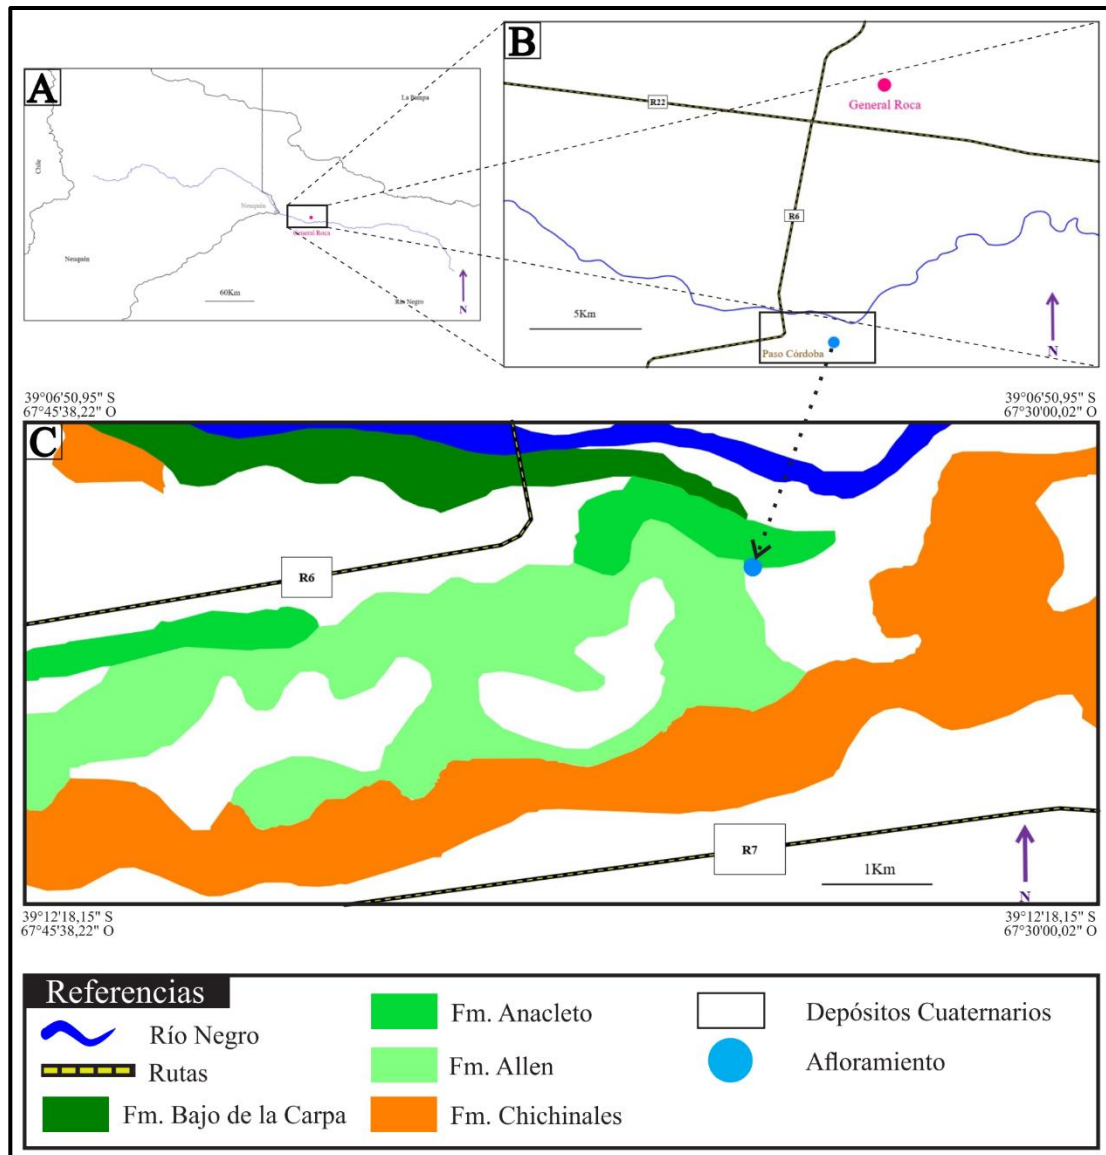 A
La Pampa
Chile
Neuquén
General Roca
Neuquén
60Km
Río Negro
N
B
R22
General Roca
R6
5Km
Paso Córdoba
N
39°06'50,95" S
67°45'38,22" O
39°06'50,95" S
67°30'00,02" O
C
R6
R7
1Km
N
39°12'18,15" S
67°45'38,22" O
39°12'18,15" S
67°30'00,02" O
Referencias
Río Negro
Rutas
Fm. Bajo de la Carpa
Fm. Anacleto
Fm. Allen
Fm. Chichinales
Depósitos Cuaternarios
Afloramiento